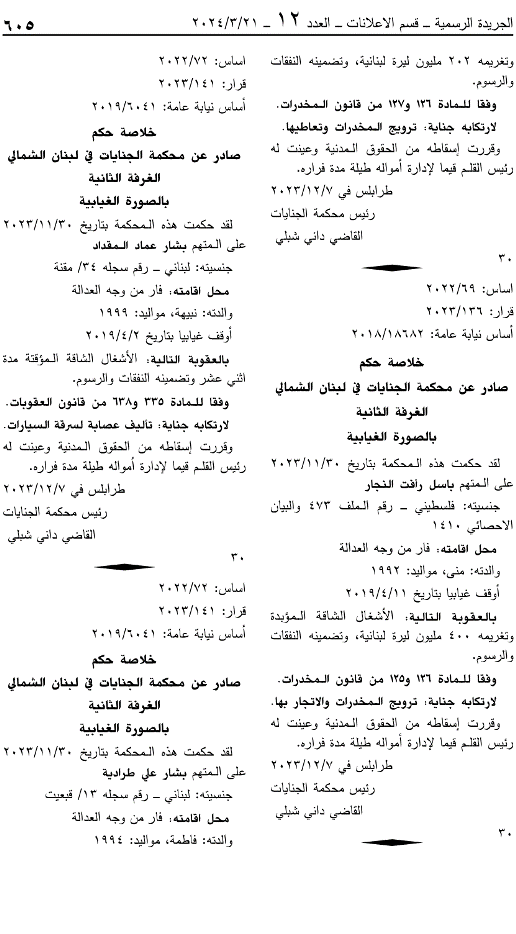 الجريدة الرسمية – قسم الاعلانات – العدد ١٢ – ٢٠٢٤/٣/٢١
٦٠٥
وتغريمه ٢٠٢ مليون ليرة لبنانية، وتضمينه النفقات
والرسوم.
وفقا للمادة ١٢٦ و١٢٧ من قانون المخدرات.
لارتكابه جناية: ترويج المخدرات وتعاطيها.
وقررت إسقاطه من الحقوق المدنية وعينت له
رئيس القلم قيما لإدارة أمواله طيلة مدة فراره.
طرابلس في ٢٠٢٣/١٢/٧
رئيس محكمة الجنايات
القاضي داني شبلي
٣٠
اساس: ٢٠٢٢/٦٩
قرار: ٢٠٢٣/١٣٦
أساس نيابة عامة: ٢٠١٨/١٨٦٨٢
خلاصة حكم
صادر عن محكمة الجنايات في لبنان الشمالي
الغرفة الثانية
بالصورة الغيابية
لقد حكمت هذه المحكمة بتاريخ ٢٠٢٣/١١/٣٠
على المتهم باسل رأفت النجار
جنسيته: فلسطيني – رقم الملف ٤٧٣ والبيان
الاحصائي ١٤١٠
محل اقامته: فار من وجه العدالة
والدته: منى، مواليد: ١٩٩٢
أوقف غيابيا بتاريخ ٢٠١٩/٤/١١
بالعقوبة التالية: الأشغال الشاقة المؤبدة
وتغريمه ٤٠٠ مليون ليرة لبنانية، وتضمينه النفقات
والرسوم.
وفقا للمادة ١٢٦ و١٢٥ من قانون المخدرات.
لارتكابه جناية: ترويج المخدرات والاتجار بها.
وقررت إسقاطه من الحقوق المدنية وعينت له
رئيس القلم قيما لإدارة أمواله طيلة مدة فراره.
طرابلس في ٢٠٢٣/١٢/٧
رئيس محكمة الجنايات
القاضي داني شبلي
٣٠
اساس: ٢٠٢٢/٧٢
قرار: ٢٠٢٣/١٤١
أساس نيابة عامة: ٢٠١٩/٦٠٤١
خلاصة حكم
صادر عن محكمة الجنايات في لبنان الشمالي
الغرفة الثانية
بالصورة الغيابية
لقد حكمت هذه المحكمة بتاريخ ٢٠٢٣/١١/٣٠
على المتهم بشار عماد المقداد
جنسيته: لبناني – رقم سجله ٣٤/ مقنة
محل اقامته: فار من وجه العدالة
والدته: نبيهة، مواليد: ١٩٩٩
أوقف غيابيا بتاريخ ٢٠١٩/٤/٢
بالعقوبة التالية: الأشغال الشاقة المؤقتة مدة
اثني عشر وتضمينه النفقات والرسوم.
وفقا للمادة ٣٣٥ و٦٣٨ من قانون العقوبات.
لارتكابه جناية: تأليف عصابة لسرقة السيارات.
وقررت إسقاطه من الحقوق المدنية وعينت له
رئيس القلم قيما لإدارة أمواله طيلة مدة فراره.
طرابلس في ٢٠٢٣/١٢/٧
رئيس محكمة الجنايات
القاضي داني شبلي
٣٠
اساس: ٢٠٢٢/٧٢
قرار: ٢٠٢٣/١٤١
أساس نيابة عامة: ٢٠١٩/٦٠٤١
خلاصة حكم
صادر عن محكمة الجنايات في لبنان الشمالي
الغرفة الثانية
بالصورة الغيابية
لقد حكمت هذه المحكمة بتاريخ ٢٠٢٣/١١/٣٠
على المتهم بشار علي طرادية
جنسيته: لبناني – رقم سجله ١٣/ قبعيت
محل اقامته: فار من وجه العدالة
والدته: فاطمة، مواليد: ١٩٩٤